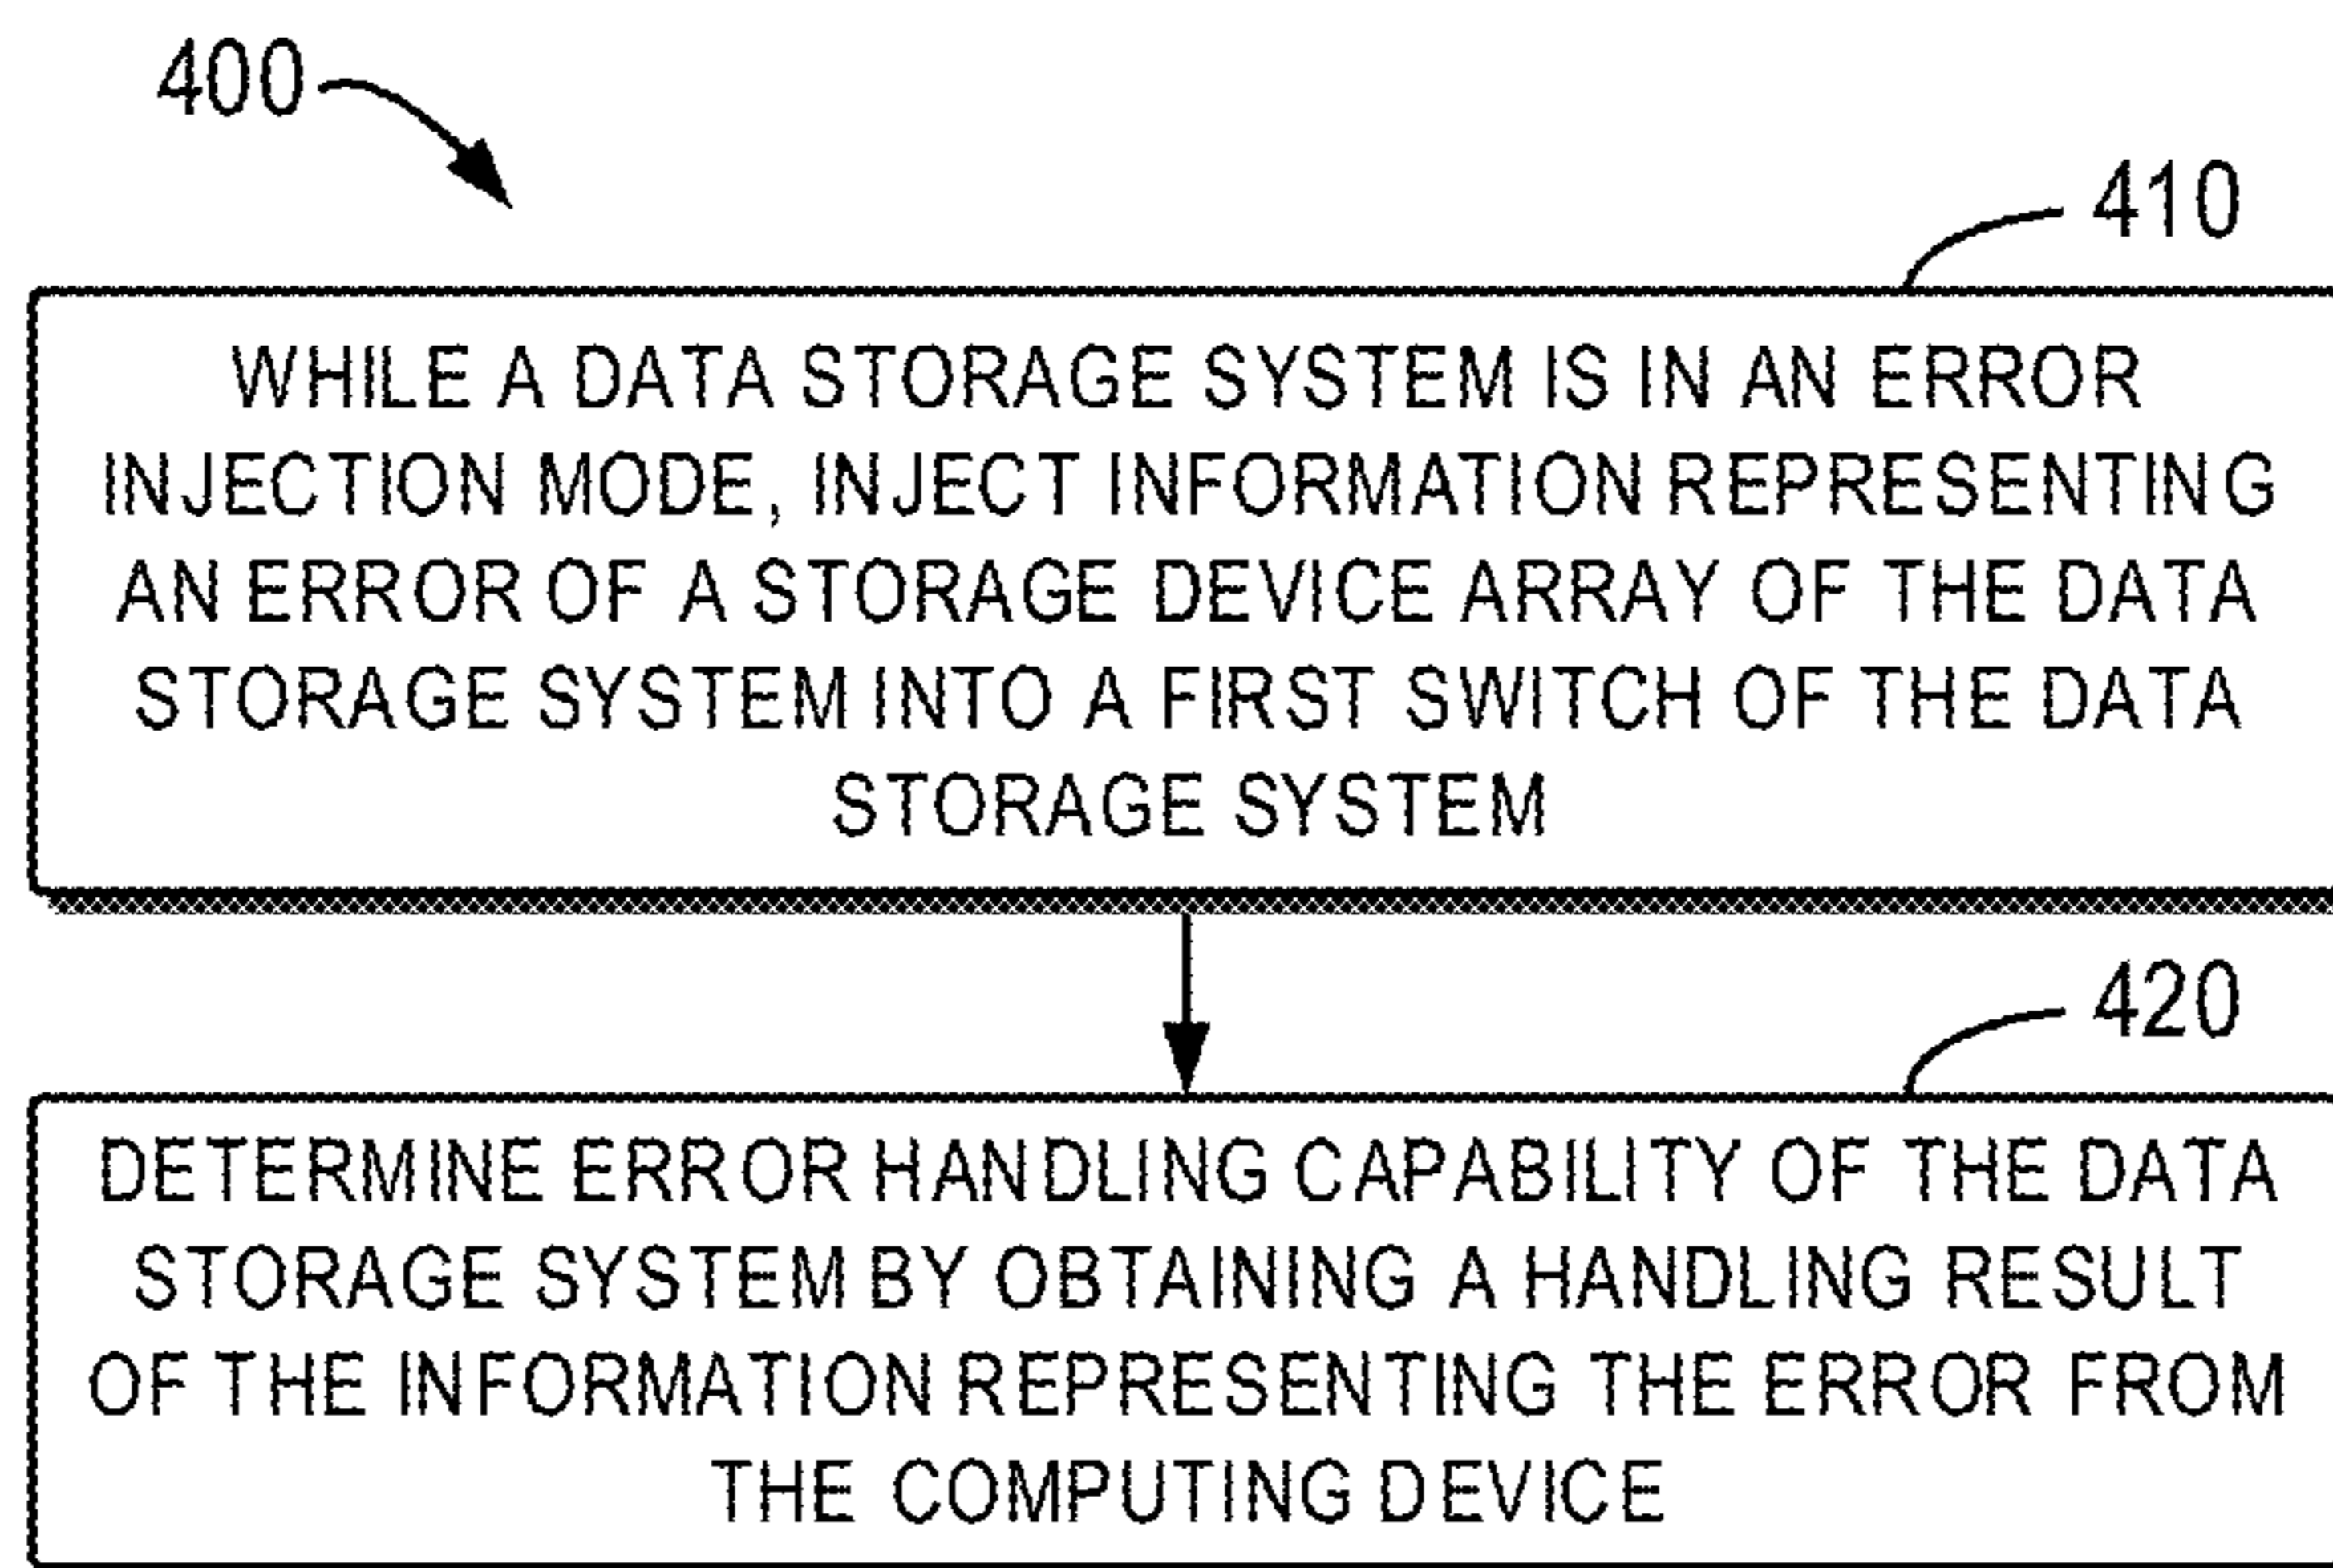 400
410
WHILE A DATA STORAGE SYSTEM IS IN AN ERROR
INJECTION MODE, INJECT INFORMATION REPRESENTING
AN ERROR OF A STORAGE DEVICE ARRAY OF THE DATA
STORAGE SYSTEM INTO A FIRST SWITCH OF THE DATA
STORAGE SYSTEM
420
DETERMINE ERROR HANDLING CAPABILITY OF THE DATA
STORAGE SYSTEM BY OBTAINING A HANDLING RESULT
OF THE INFORMATION REPRESENTING THE ERROR FROM
THE COMPUTING DEVICE